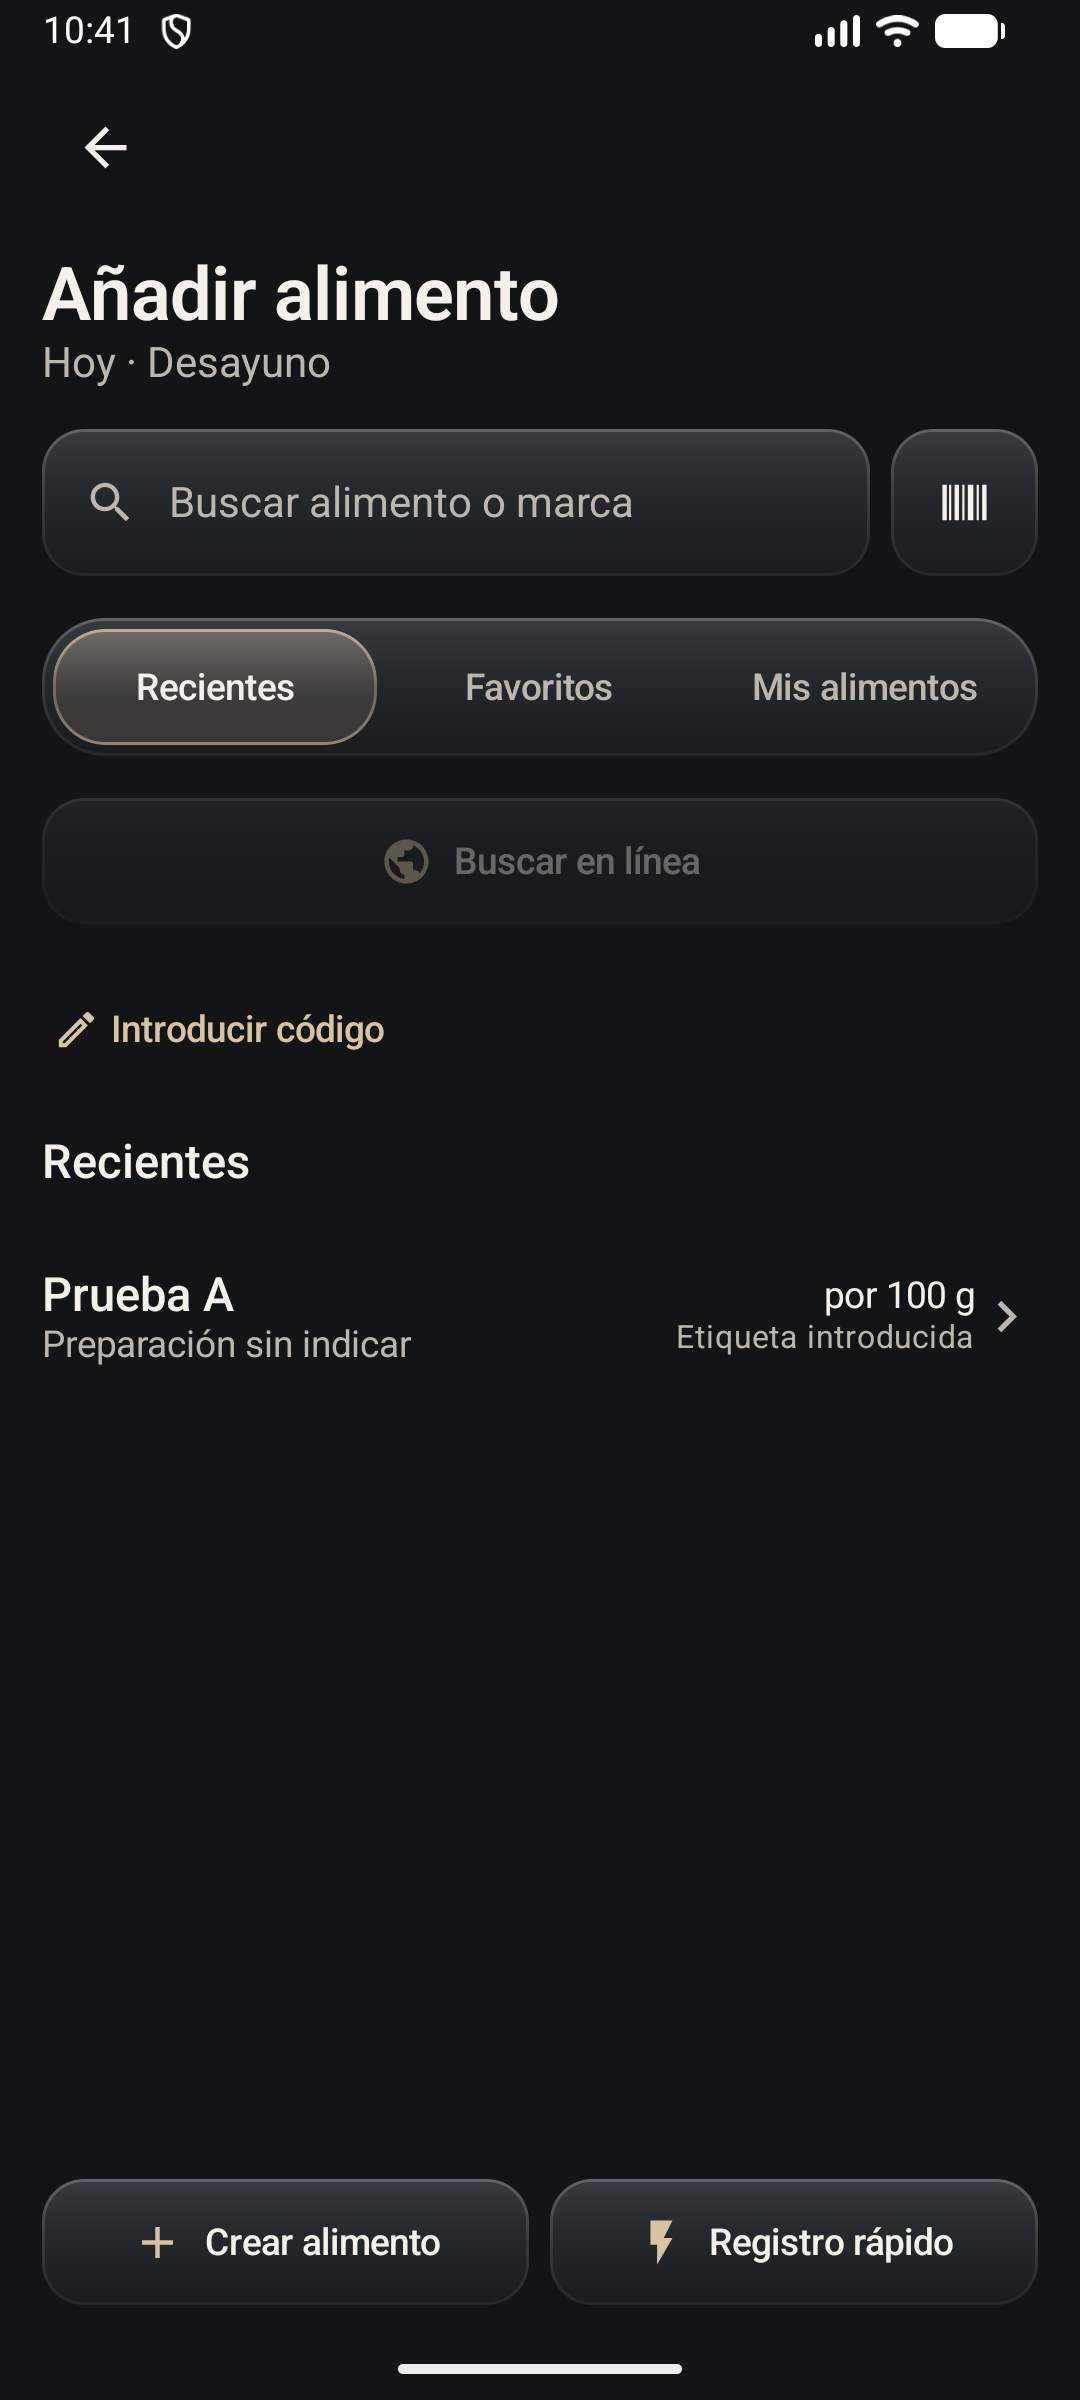 10:41
Añadir alimento
Hoy · Desayuno
Buscar alimento o marca
Recientes
Favoritos
Mis alimentos
Buscar en línea
Introducir código
Recientes
Prueba A
Preparación sin indicar
por 100 g
Etiqueta introducida
Crear alimento
Registro rápido